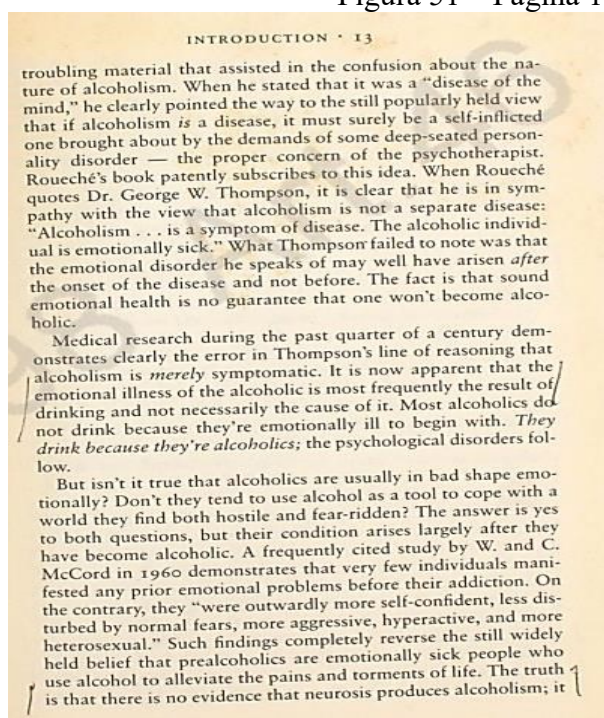 INTRODUCTION · 13
troubling material that assisted in the confusion about the na-
ture of alcoholism. When he stated that it was a “disease of the
mind,” he clearly pointed the way to the still popularly held view
that if alcoholism is a disease, it must surely be a self-inflicted
one brought about by the demands of some deep-seated person-
ality disorder — the proper concern of the psychotherapist.
Roueché's book patently subscribes to this idea. When Roueché
quotes Dr. George W. Thompson, it is clear that he is in sym-
pathy with the view that alcoholism is not a separate disease:
“Alcoholism . . . is a symptom of disease. The alcoholic individ-
ual is emotionally sick.” What Thompson failed to note was that
the emotional disorder he speaks of may well have arisen after
the onset of the disease and not before. The fact is that sound
emotional health is no guarantee that one won't become alco-
holic.
Medical research during the past quarter of a century dem-
onstrates clearly the error in Thompson's line of reasoning that
alcoholism is merely symptomatic. It is now apparent that the
emotional illness of the alcoholic is most frequently the result of
drinking and not necessarily the cause of it. Most alcoholics do
not drink because they're emotionally ill to begin with. They
drink because they're alcoholics; the psychological disorders fol-
low.
But isn't it true that alcoholics are usually in bad shape emo-
tionally? Don't they tend to use alcohol as a tool to cope with a
world they find both hostile and fear-ridden? The answer is yes
to both questions, but their condition arises largely after they
have become alcoholic. A frequently cited study by W. and C.
McCord in 1960 demonstrates that very few individuals mani-
fested any prior emotional problems before their addiction. On
the contrary, they “were outwardly more self-confident, less dis-
turbed by normal fears, more aggressive, hyperactive, and more
heterosexual.” Such findings completely reverse the still widely
held belief that prealcoholics are emotionally sick people who
use alcohol to alleviate the pains and torments of life. The truth
is that there is no evidence that neurosis produces alcoholism; it